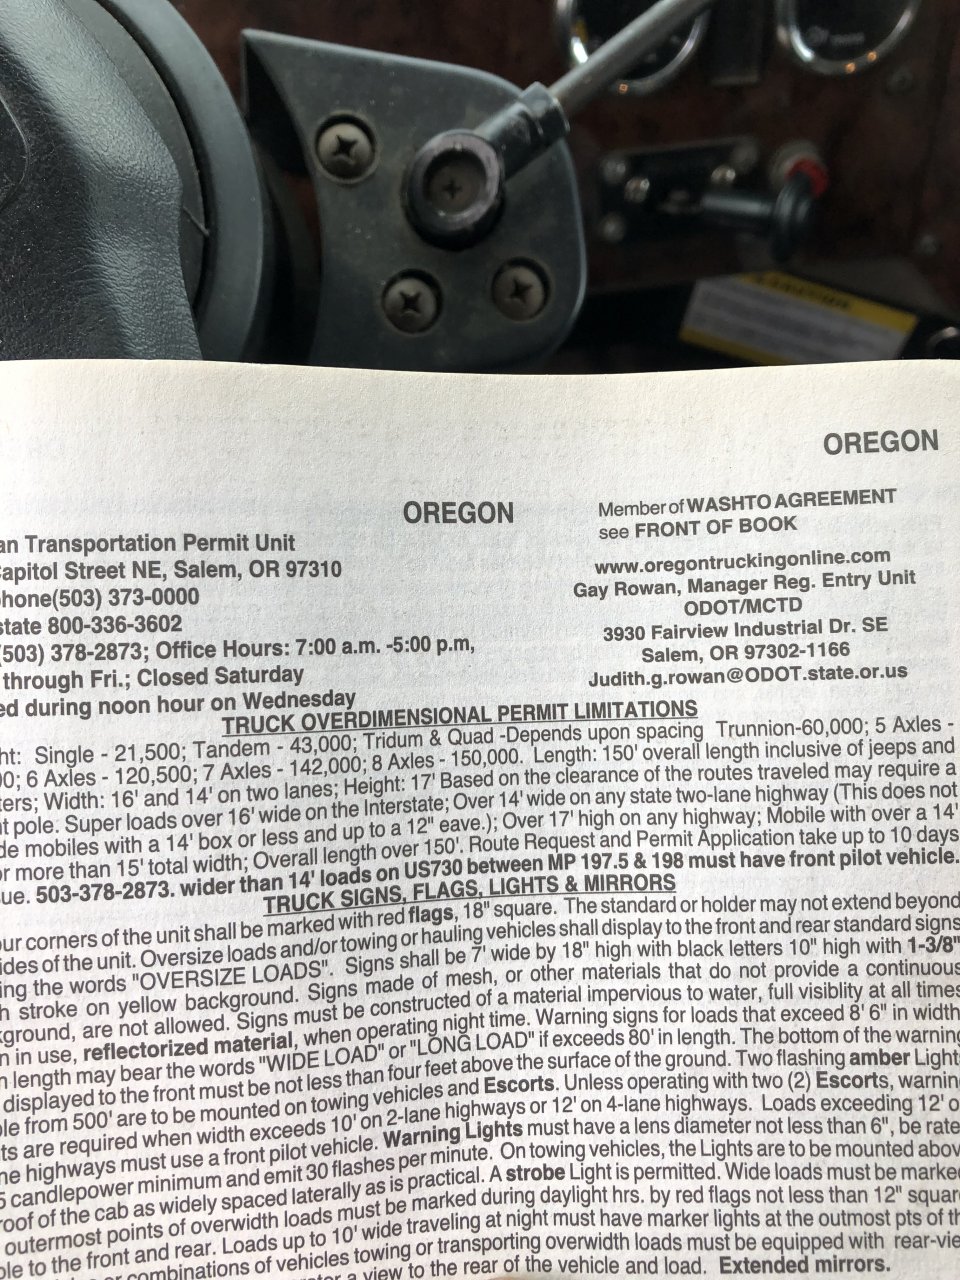 OREGON
OREGON
Member of WASHTO AGREEMENT
see FRONT OF BOOK
an Transportation Permit Unit
Capitol Street NE, Salem, OR 97310
phone(503) 373-0000
state 800-336-3602
(503) 378-2873; Office Hours: 7:00 a.m. -5:00 p.m,
through Fri.; Closed Saturday
ed during noon hour on Wednesday
www.oregontruckingonline.com
Gay Rowan, Manager Reg. Entry Unit
ODOT/MCTD
3930 Fairview Industrial Dr. SE
Salem, OR 97302-1166
Judith.g.rowan@ODOT.state.or.us
TRUCK OVERDIMENSIONAL PERMIT LIMITATIONS
ht: Single - 21,500; Tandem - 43,000; Tridum & Quad -Depends upon spacing Trunnion-60,000; 5 Axles -
00; 6 Axles - 120,500; 7 Axles - 142,000; 8 Axles - 150,000. Length: 150' overall length inclusive of jeeps and
ters; Width: 16' and 14' on two lanes; Height: 17' Based on the clearance of the routes traveled may require a
t pole. Super loads over 16' wide on the Interstate; Over 14' wide on any state two-lane highway (This does not
de mobiles with a 14' box or less and up to a 12" eave.); Over 17' high on any highway; Mobile with over a 14'
or more than 15' total width; Overall length over 150'. Route Request and Permit Application take up to 10 days
ue. 503-378-2873. wider than 14' loads on US730 between MP 197.5 & 198 must have front pilot vehicle.
TRUCK SIGNS, FLAGS, LIGHTS & MIRRORS
our corners of the unit shall be marked with red flags, 18" square. The standard or holder may not extend beyond
ides of the unit. Oversize loads and/or towing or hauling vehicles shall display to the front and rear standard signs
ing the words "OVERSIZE LOADS". Signs shall be 7' wide by 18" high with black letters 10" high with 1-3/8"
h stroke on yellow background. Signs made of mesh, or other materials that do not provide a continuous
kground, are not allowed. Signs must be constructed of a material impervious to water, full visiblity at all times
n in use, reflectorized material, when operating night time. Warning signs for loads that exceed 8' 6" in width
n length may bear the words "WIDE LOAD" or "LONG LOAD" if exceeds 80' in length. The bottom of the warning
displayed to the front must be not less than four feet above the surface of the ground. Two flashing amber Light
ble from 500' are to be mounted on towing vehicles and Escorts. Unless operating with two (2) Escorts, warnin
ts are required when width exceeds 10' on 2-lane highways or 12' on 4-lane highways. Loads exceeding 12' o
ne highways must use a front pilot vehicle. Warning Lights must have a lens diameter not less than 6", be rate
5 candlepower minimum and emit 30 flashes per minute. On towing vehicles, the Lights are to be mounted abov
roof of the cab as widely spaced laterally as is practical. A strobe Light is permitted. Wide loads must be marke
outermost points of overwidth loads must be marked during daylight hrs. by red flags not less than 12" squar
ble to the front and rear. Loads up to 10' wide traveling at night must have marker lights at the outmost pts of th
or combinations of vehicles towing or transporting overwidth loads must be equipped with rear-vie
a view to the rear of the vehicle and load. Extended mirrors.